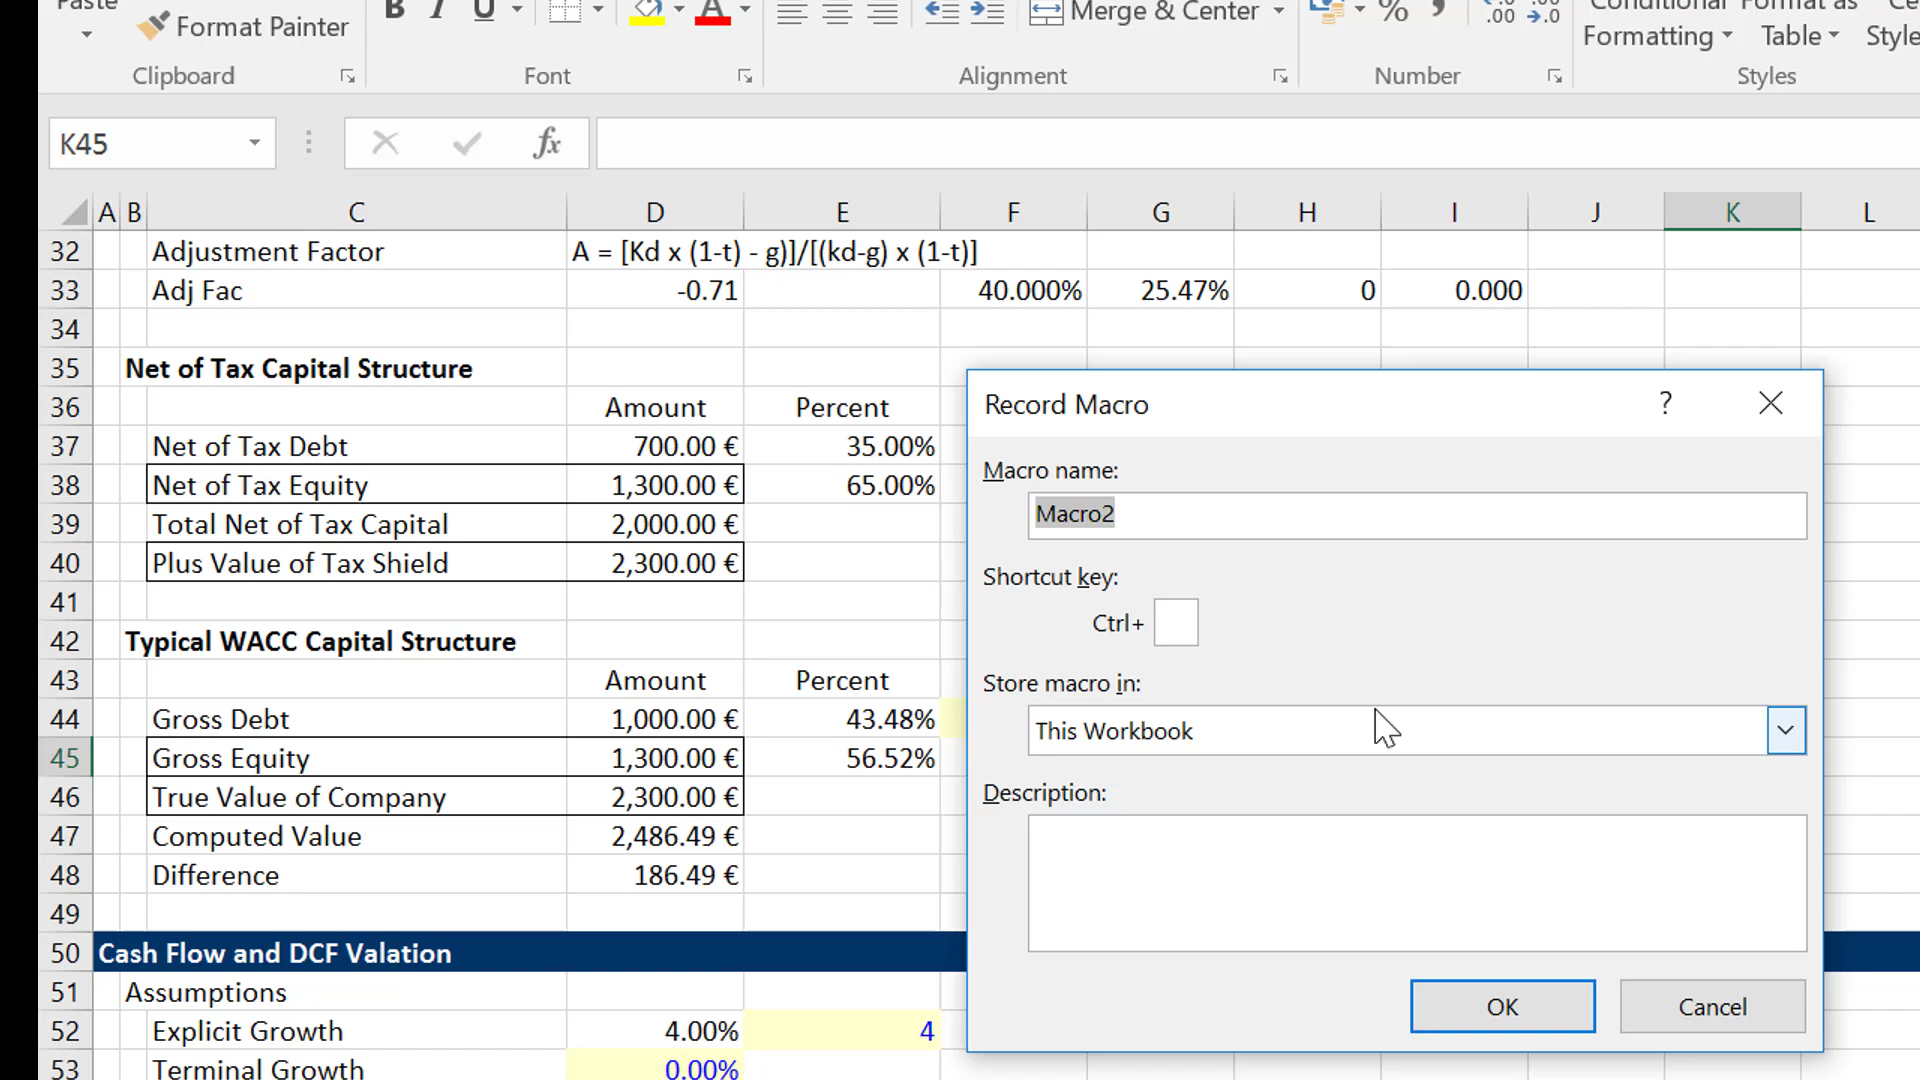 Paste
Format Painter
B I U
A
Merge & Center
% ,
.00
.00 .0
Conditional
Formatting
Format as
Table
Clipboard
Font
Alignment
Number
Styles
K45
fx
A B C D E F G H I J K L
32 Adjustment Factor A = [Kd x (1-t) - g)]/[(kd-g) x (1-t)]
33 Adj Fac -0.71 40.000% 25.47% 0 0.000
34
35 Net of Tax Capital Structure
36 Amount Percent
37 Net of Tax Debt 700.00 € 35.00%
38 Net of Tax Equity 1,300.00 € 65.00%
39 Total Net of Tax Capital 2,000.00 €
40 Plus Value of Tax Shield 2,300.00 €
41
42 Typical WACC Capital Structure
43 Amount Percent
44 Gross Debt 1,000.00 € 43.48%
45 Gross Equity 1,300.00 € 56.52%
46 True Value of Company 2,300.00 €
47 Computed Value 2,486.49 €
48 Difference 186.49 €
49
50 Cash Flow and DCF Valation
51 Assumptions
52 Explicit Growth 4.00% 4
53 Terminal Growth 0.00%
Record Macro
?
Macro name:
Macro2
Shortcut key:
Ctrl+
Store macro in:
This Workbook
Description:
OK
Cancel